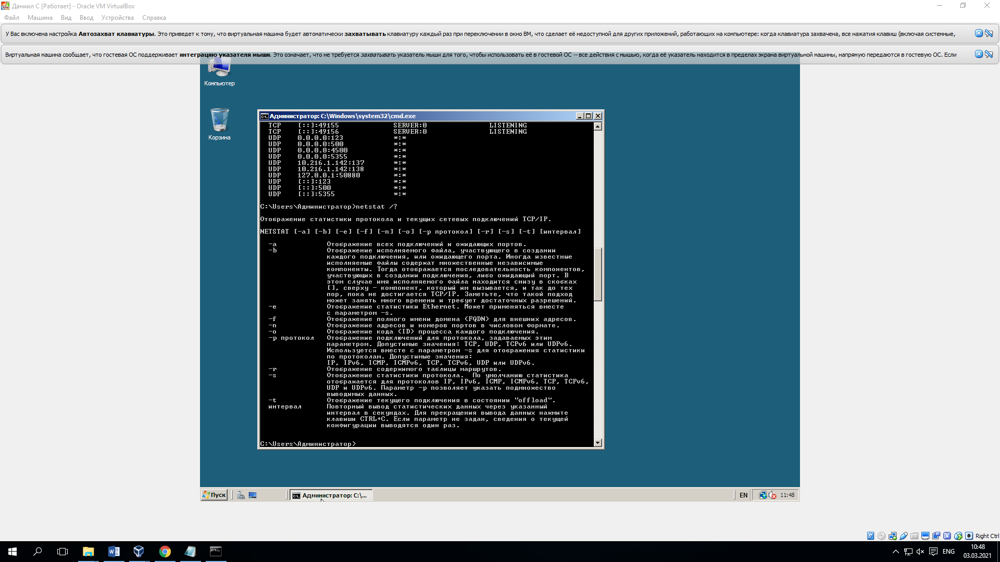 Даниил С [Работает] - Oracle VM VirtualBox
Файл Машина Вид Ввод Устройства Справка
У Вас включена настройка Автозахват клавиатуры. Это приведет к тому, что виртуальная машина будет автоматически захватывать клавиатуру каждый раз при переключении в окно ВМ, что сделает её недоступной для других приложений, работающих на компьютере: когда клавиатура захвачена, все нажатия клавиш (включая системные,
Виртуальная машина сообщает, что гостевая ОС поддерживает интеграцию указателя мыши. Это означает, что не требуется захватывать указатель мыши для того, чтобы использовать её в гостевой ОС -- все действия с мышью, когда её указатель находится в пределах экрана виртуальной машины, напрямую передаются в гостевую ОС. Если
Компьютер
Корзина
Администратор: C:\Windows\system32\cmd.exe
TCP [::]:49155 SERVER:0 LISTENING
TCP [::]:49156 SERVER:0 LISTENING
UDP 0.0.0.0:123 *:*
UDP 0.0.0.0:500 *:*
UDP 0.0.0.0:4500 *:*
UDP 0.0.0.0:5355 *:*
UDP 10.216.1.142:137 *:*
UDP 10.216.1.142:138 *:*
UDP 127.0.0.1:50880 *:*
UDP [::]:123 *:*
UDP [::]:500 *:*
UDP [::]:5355 *:*
C:\Users\Администратор>netstat /?
Отображение статистики протокола и текущих сетевых подключений TCP/IP.
NETSTAT [-a] [-b] [-e] [-f] [-n] [-o] [-p протокол] [-r] [-s] [-t] [интервал]
-a Отображение всех подключений и ожидающих портов.
-b Отображение исполняемого файла, участвующего в создании
каждого подключения, или ожидающего порта. Иногда известные
исполняемые файлы содержат множественные независимые
компоненты. Тогда отображается последовательность компонентов,
участвующих в создании подключения, либо ожидающий порт. В
этом случае имя исполняемого файла находится снизу в скобках
[], сверху - компонент, который им вызывается, и так до тех
пор, пока не достигается TCP/IP. Заметьте, что такой подход
может занять много времени и требует достаточных разрешений.
-e Отображение статистики Ethernet. Может применяться вместе
с параметром -s.
-f Отображение полного имени домена (FQDN) для внешних адресов.
-n Отображение адресов и номеров портов в числовом формате.
-o Отображение кода (ID) процесса каждого подключения.
-p протокол Отображение подключений для протокола, задаваемых этим
параметром. Допустимые значения: TCP, UDP, TCPv6 или UDPv6.
Используется вместе с параметром -s для отображения статистики
по протоколам. Допустимые значения:
IP, IPv6, ICMP, ICMPv6, TCP, TCPv6, UDP или UDPv6.
-r Отображение содержимого таблицы маршрутов.
-s Отображение статистики протокола. По умолчанию статистика
отображается для протоколов IP, IPv6, ICMP, ICMPv6, TCP, TCPv6,
UDP и UDPv6. Параметр -p позволяет указать подмножество
выводимых данных.
-t Отображение текущего подключения в состоянии "offload".
интервал Повторный вывод статистических данных через указанный
интервал в секундах. Для прекращения вывода данных нажмите
клавиши CTRL+C. Если параметр не задан, сведения о текущей
конфигурации выводятся один раз.
C:\Users\Администратор>
Пуск Администратор: C:\... EN 11:48
Right Ctrl
ENG 10:48
03.03.2021